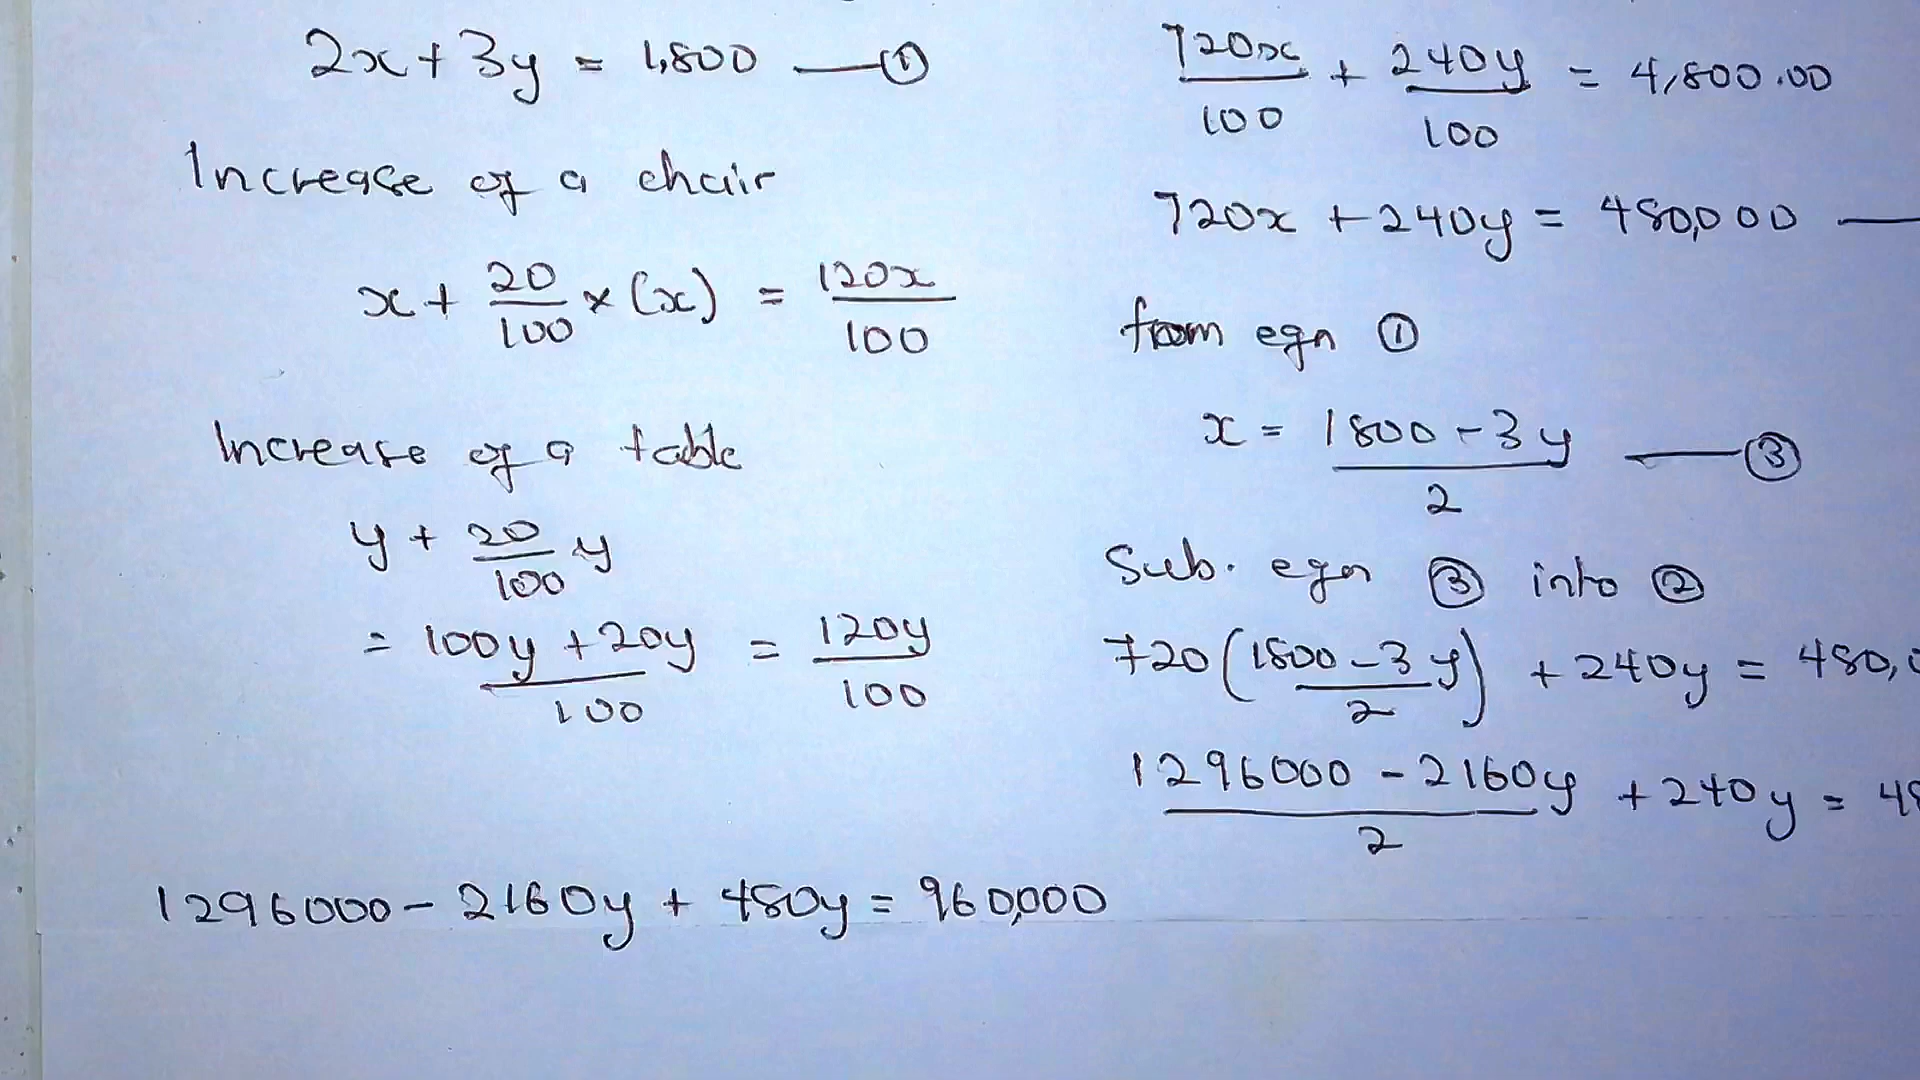 2x + 3y = 1,800 —①
Increase of a chair
x + 20/100 × (x) = 120x/100
Increase of a table
y + 20/100 y
= 100y + 20y/100 = 120y/100
720x/100 + 240y/100 = 4,800.00
720x + 240y = 480,000 —
from eqn ①
x = 1800 - 3y/2 —③
Sub. eqn ③ into ②
720(1800 - 3y/2) + 240y = 480,0
1296000 - 2160y/2 + 240y = 48
1296000 - 2160y + 480y = 960,000